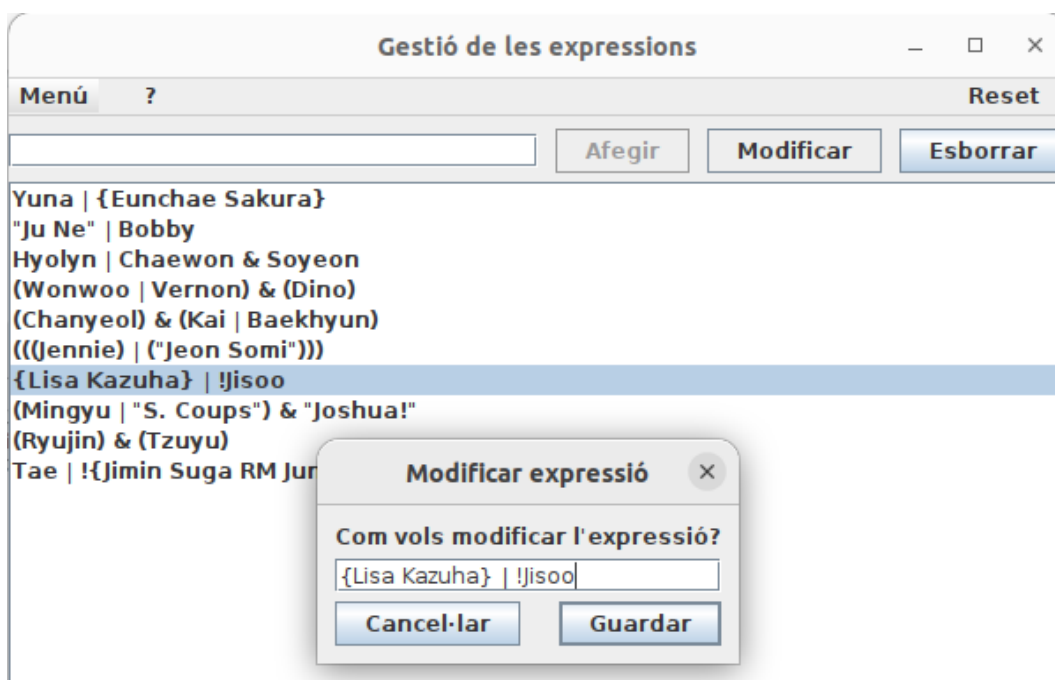 Gestió de les expressions
Menú ? Reset
Afegir Modificar Esborrar
Yuna | {Eunchae Sakura}
"Ju Ne" | Bobby
Hyolyn | Chaewon & Soyeon
(Wonwoo | Vernon) & (Dino)
(Chanyeol) & (Kai | Baekhyun)
(((Jennie) | ("Jeon Somi")))
{Lisa Kazuha} | !Jisoo
(Mingyu | "S. Coups") & "Joshua!"
(Ryujin) & (Tzuyu)
Tae | !{Jimin Suga RM Jun
Modificar expressió
Com vols modificar l'expressió?
{Lisa Kazuha} | !Jisoo
Cancel·lar Guardar